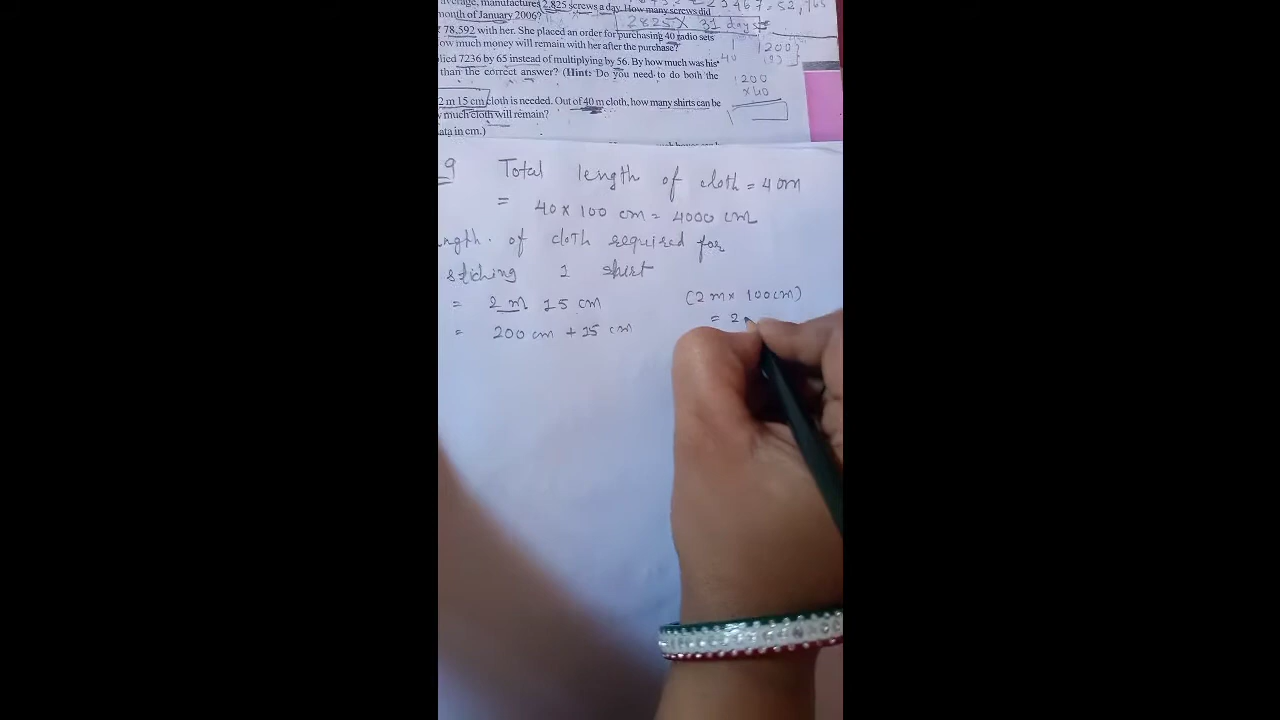 average, manufactures 2,825 screws a day. How many screws did
month of January 2006?
2825 X 31 days
₹ 78,592 with her. She placed an order for purchasing 40 radio sets
ow much money will remain with her after the purchase?
1 1200
40 (?)
lied 7236 by 65 instead of multiplying by 56. By how much was his
than the correct answer? (Hint: Do you need to do both the
1200
×40
2 m 15 cm cloth is needed. Out of 40 m cloth, how many shirts can be
w much cloth will remain?
ata in cm.)
9 Total length of cloth = 40m
= 40 × 100 cm = 4000 cm
ngth. of cloth required for
stiching 1 shirt
= 2 m 15 cm (2 m × 100 cm)
= 200 cm + 15 cm = 2